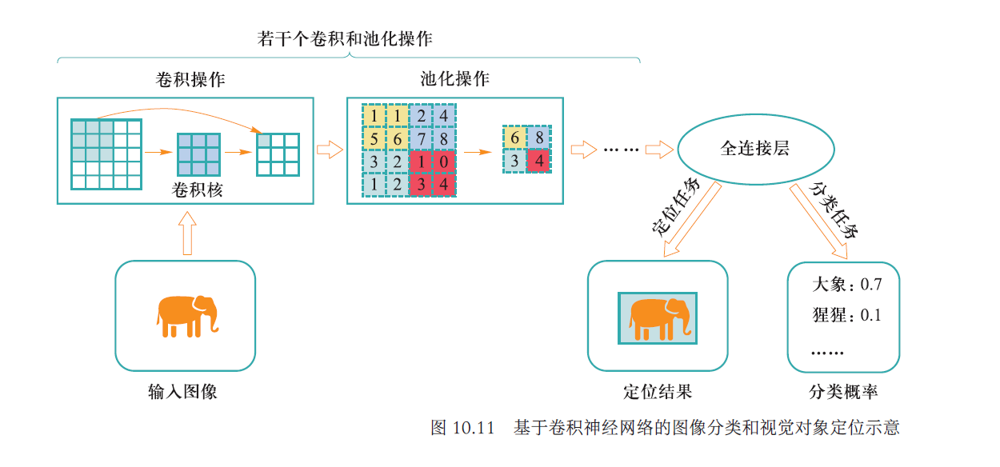 若干个卷积和池化操作
卷积操作
池化操作
1 1 2 4
5 6 7 8
3 2 1 0
1 2 3 4
6 8
3 4
卷积核
…… 
全连接层
定位任务
分类任务
大象：0.7
猩猩：0.1
……
输入图像
定位结果
分类概率
图 10.11 基于卷积神经网络的图像分类和视觉对象定位示意